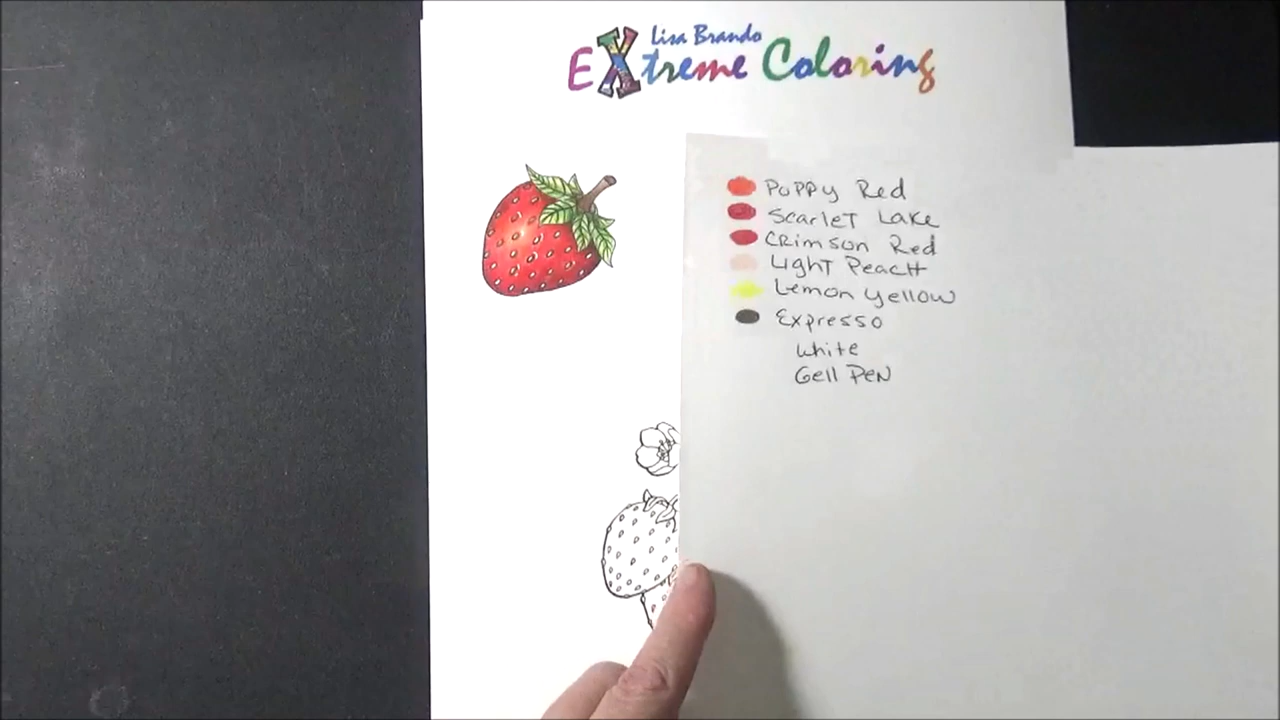 Lisa Brando
Extreme Coloring
Poppy Red
Scarlet Lake
Crimson Red
Light Peach
Lemon Yellow
Expresso
White
Gell Pen